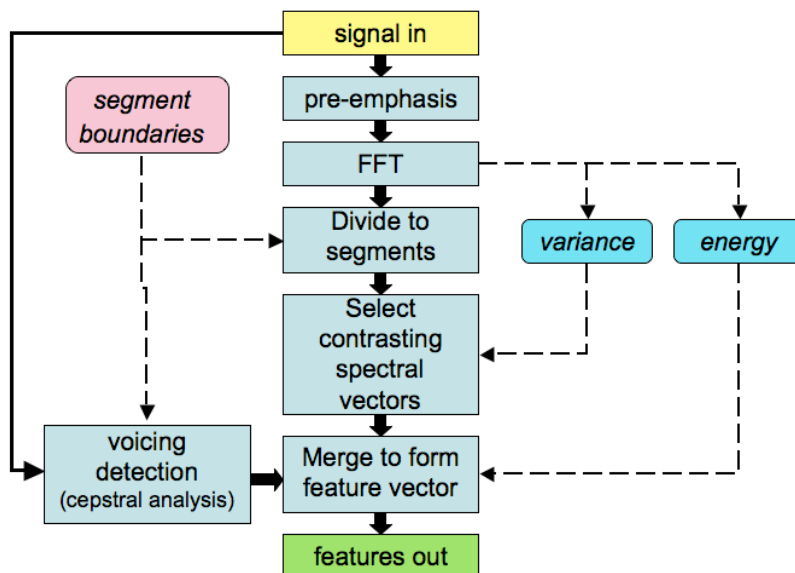 signal in
pre-emphasis
segment
boundaries
FFT
Divide to
segments
variance
energy
Select
contrasting
spectral
vectors
voicing
detection
(cepstral analysis)
Merge to form
feature vector
features out